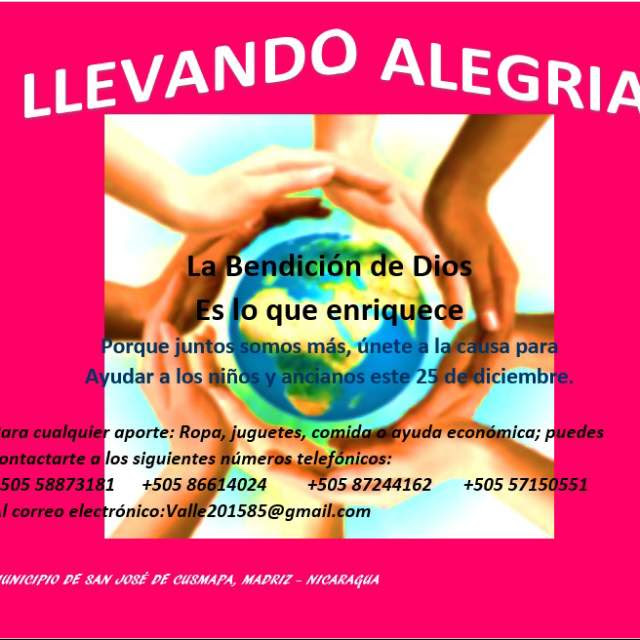 LLEVANDO ALEGRIA
La Bendición de Dios
Es lo que enriquece
Porque juntos somos más, únete a la causa para
Ayudar a los niños y ancianos este 25 de diciembre.
ara cualquier aporte: Ropa, juguetes, comida o ayuda económica; puedes
ontactarte a los siguientes números telefónicos:
505 58873181 +505 86614024 +505 87244162 +505 57150551
l correo electrónico:Valle201585@gmail.com
UNICIPIO DE SAN JOSÉ DE CUSMAPA, MADRIZ – NICARAGUA